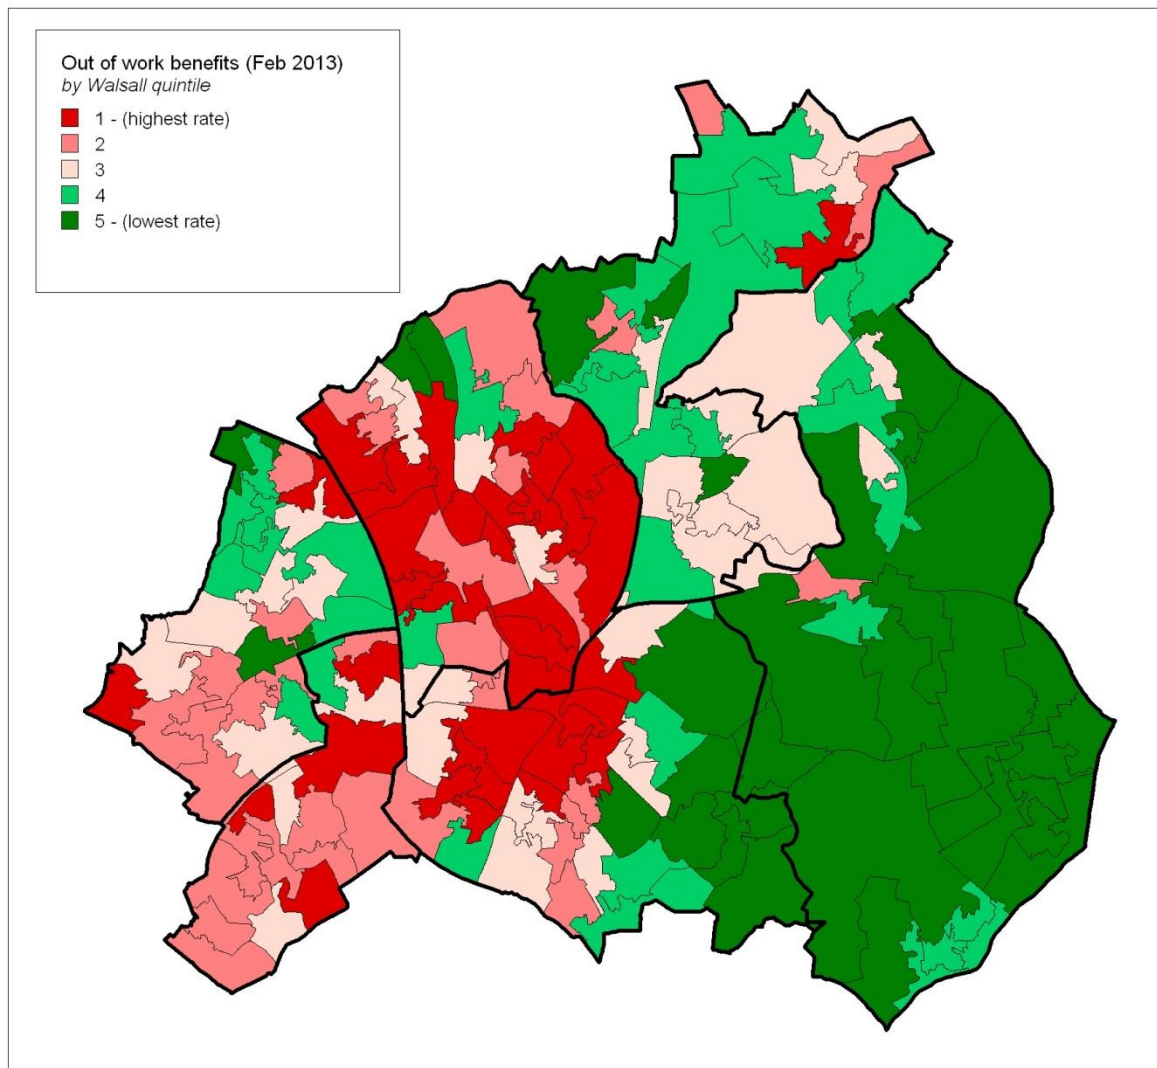 Out of work benefits (Feb 2013)
by Walsall quintile
1 - (highest rate)
2
3
4
5 - (lowest rate)